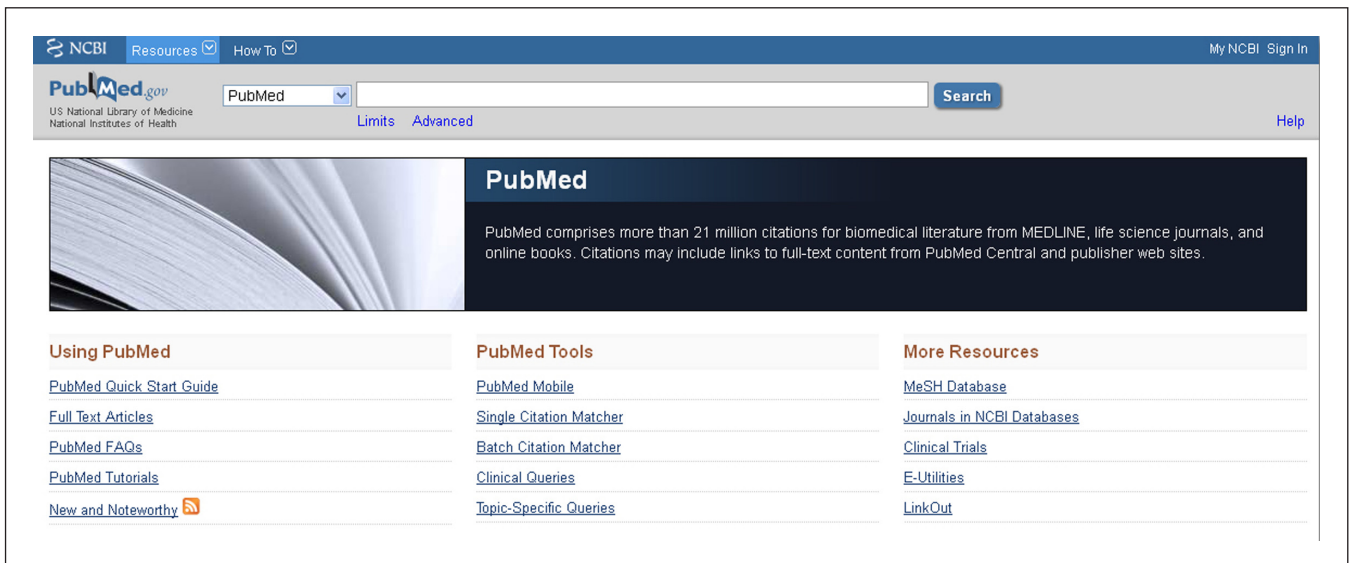 NCBI Resources How To My NCBI Sign In
PubMed.gov
US National Library of Medicine
National Institutes of Health
PubMed
Search
Limits Advanced
Help
PubMed
PubMed comprises more than 21 million citations for biomedical literature from MEDLINE, life science journals, and
online books. Citations may include links to full-text content from PubMed Central and publisher web sites.
Using PubMed
PubMed Quick Start Guide
Full Text Articles
PubMed FAQs
PubMed Tutorials
New and Noteworthy
PubMed Tools
PubMed Mobile
Single Citation Matcher
Batch Citation Matcher
Clinical Queries
Topic-Specific Queries
More Resources
MeSH Database
Journals in NCBI Databases
Clinical Trials
E-Utilities
LinkOut